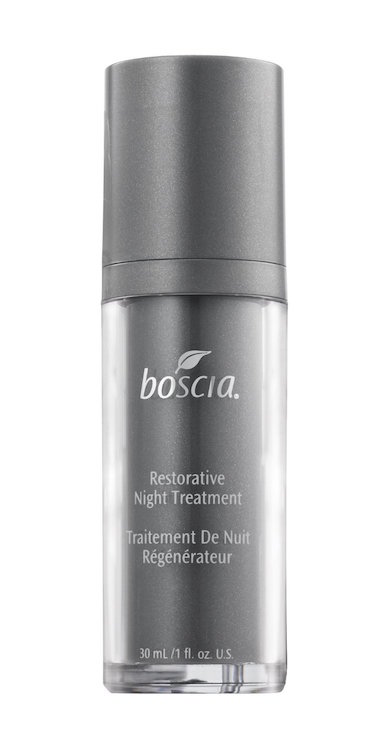 boscia.
Restorative
Night Treatment
Traitement De Nuit
Régénérateur
30 mL /1 fl. oz. U.S.